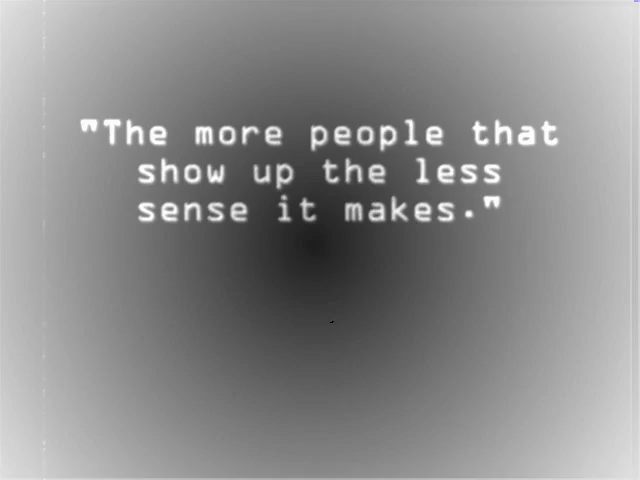 "The more people that
show up the less
sense it makes."